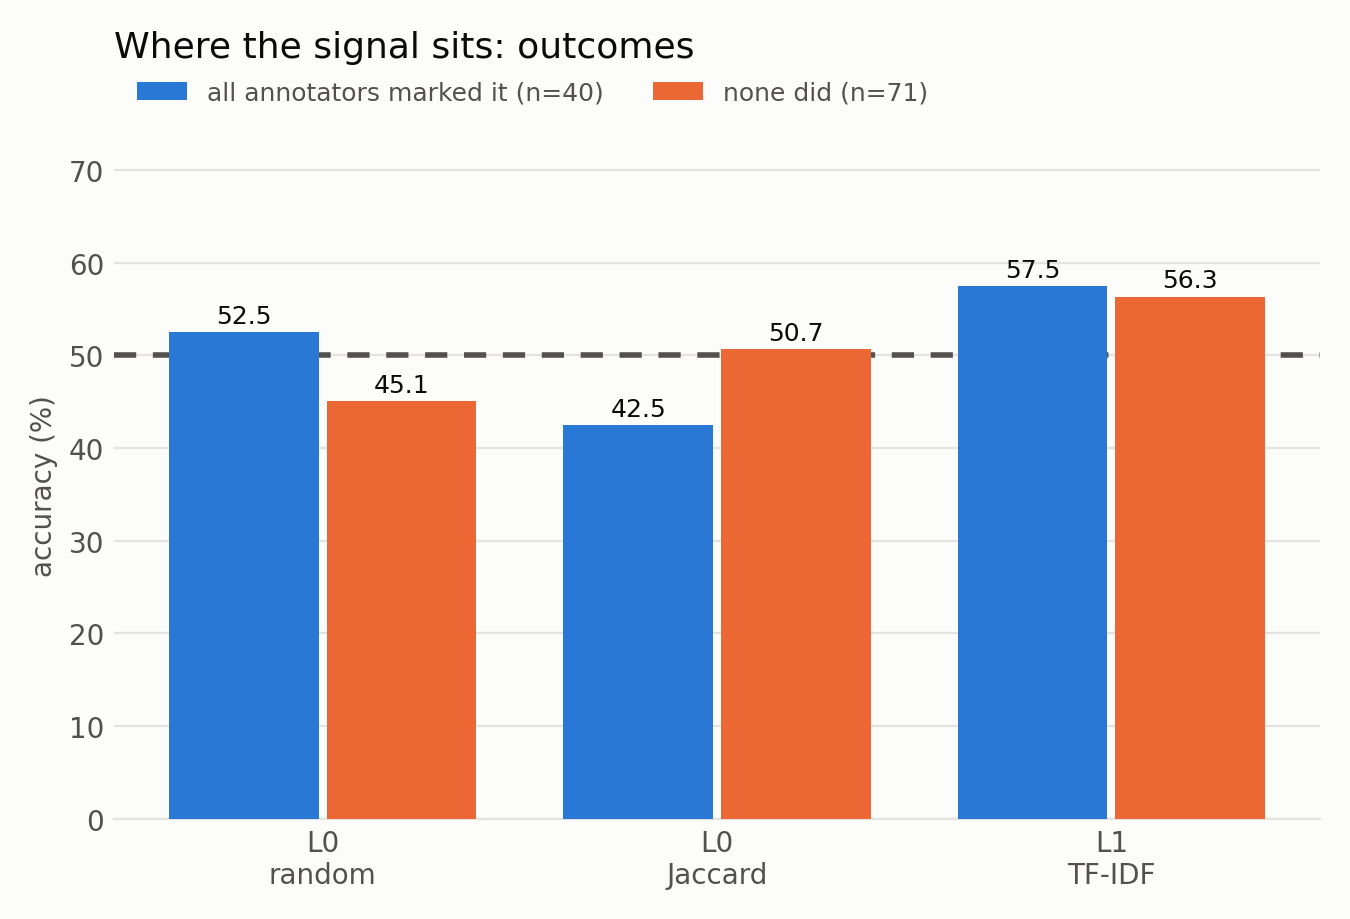 Where the signal sits: outcomes
all annotators marked it (n=40)
none did (n=71)
accuracy (%)
70
60
50
40
30
20
10
0
52.5
45.1
42.5
50.7
57.5
56.3
L0
random
L0
Jaccard
L1
TF-IDF